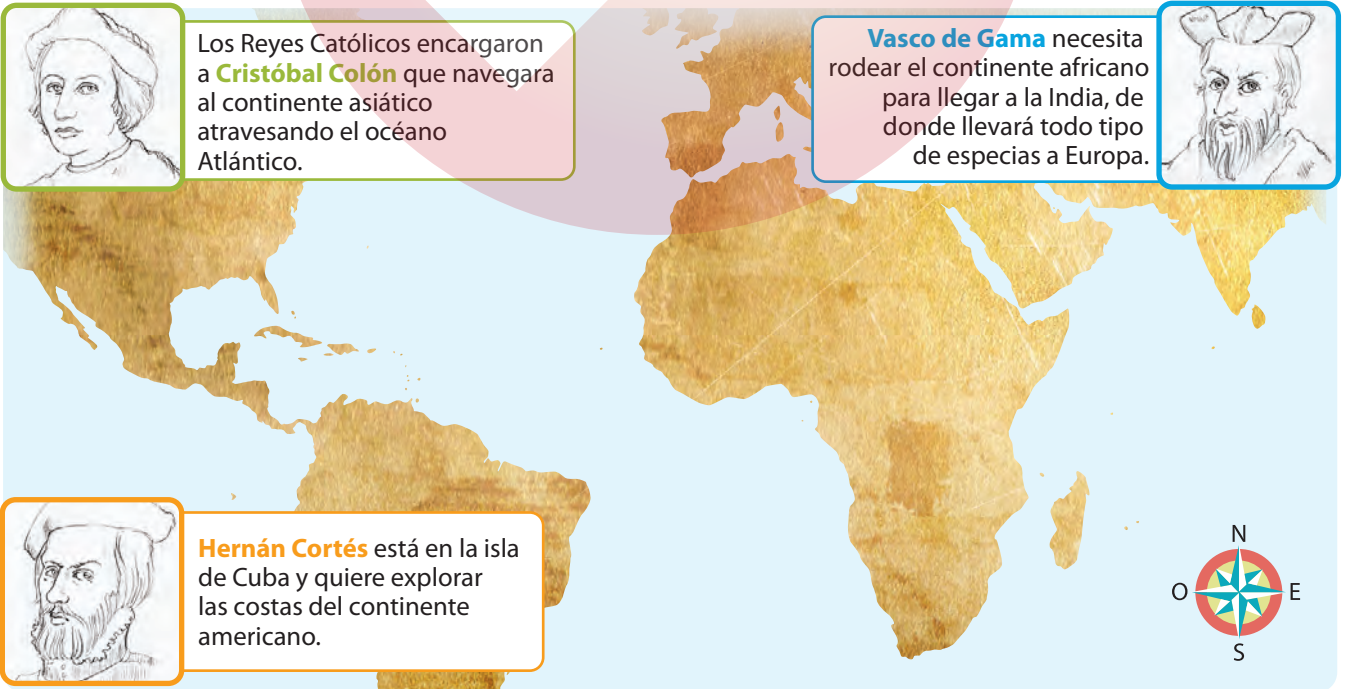 Los Reyes Católicos encargaron
a Cristóbal Colón que navegara
al continente asiático
atravesando el océano
Atlántico.
Vasco de Gama necesita
rodear el continente africano
para llegar a la India, de
donde llevará todo tipo
de especias a Europa.
Hernán Cortés está en la isla
de Cuba y quiere explorar
las costas del continente
americano.
N
O E
S